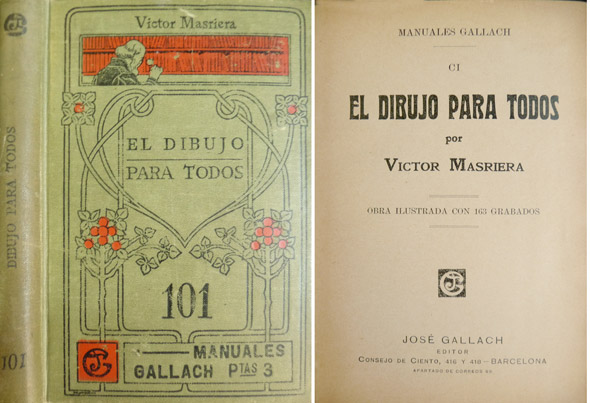 DIBUJO PARA TODOS
101
Victor Masriera
EL DIBUJO
PARA TODOS
101
MANUALES
GALLACH PTAS 3
MANUALES GALLACH
CI
EL DIBUJO PARA TODOS
por
VICTOR MASRIERA
OBRA ILUSTRADA CON 163 GRABADOS
JOSÉ GALLACH
EDITOR
CONSEJO DE CIENTO, 416 Y 418—BARCELONA